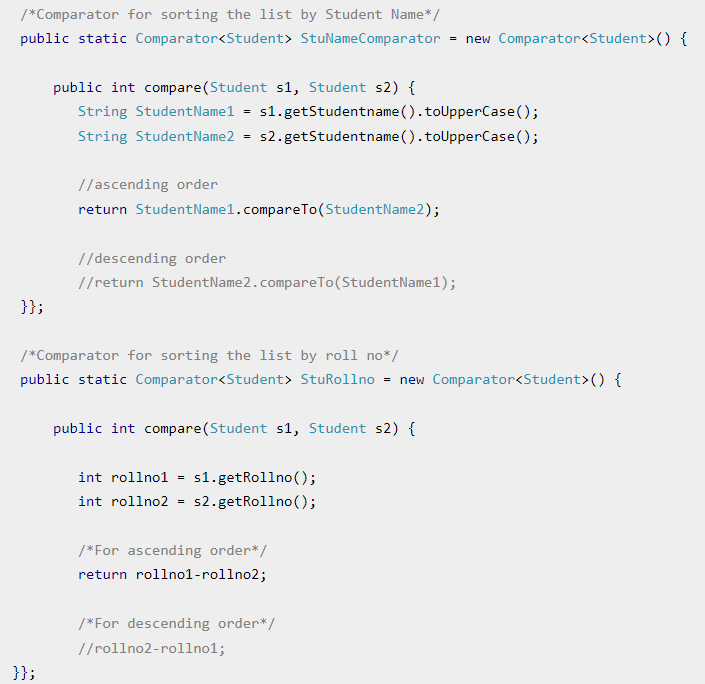 /*Comparator for sorting the list by Student Name*/
public static Comparator<Student> StuNameComparator = new Comparator<Student>() {
public int compare(Student s1, Student s2) {
String StudentName1 = s1.getStudentname().toUpperCase();
String StudentName2 = s2.getStudentname().toUpperCase();
//ascending order
return StudentName1.compareTo(StudentName2);
//descending order
//return StudentName2.compareTo(StudentName1);
}};
/*Comparator for sorting the list by roll no*/
public static Comparator<Student> StuRollno = new Comparator<Student>() {
public int compare(Student s1, Student s2) {
int rollno1 = s1.getRollno();
int rollno2 = s2.getRollno();
/*For ascending order*/
return rollno1-rollno2;
/*For descending order*/
//rollno2-rollno1;
}};